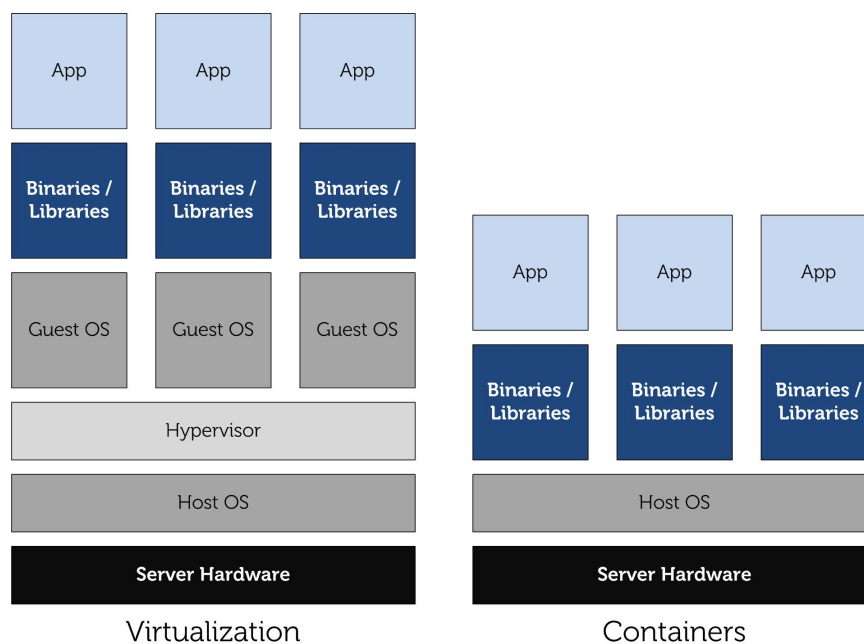 App App App
Binaries / Binaries / Binaries /
Libraries Libraries Libraries
Guest OS Guest OS Guest OS
Hypervisor
Host OS
Server Hardware
Virtualization
App App App
Binaries / Binaries / Binaries /
Libraries Libraries Libraries
Host OS
Server Hardware
Containers